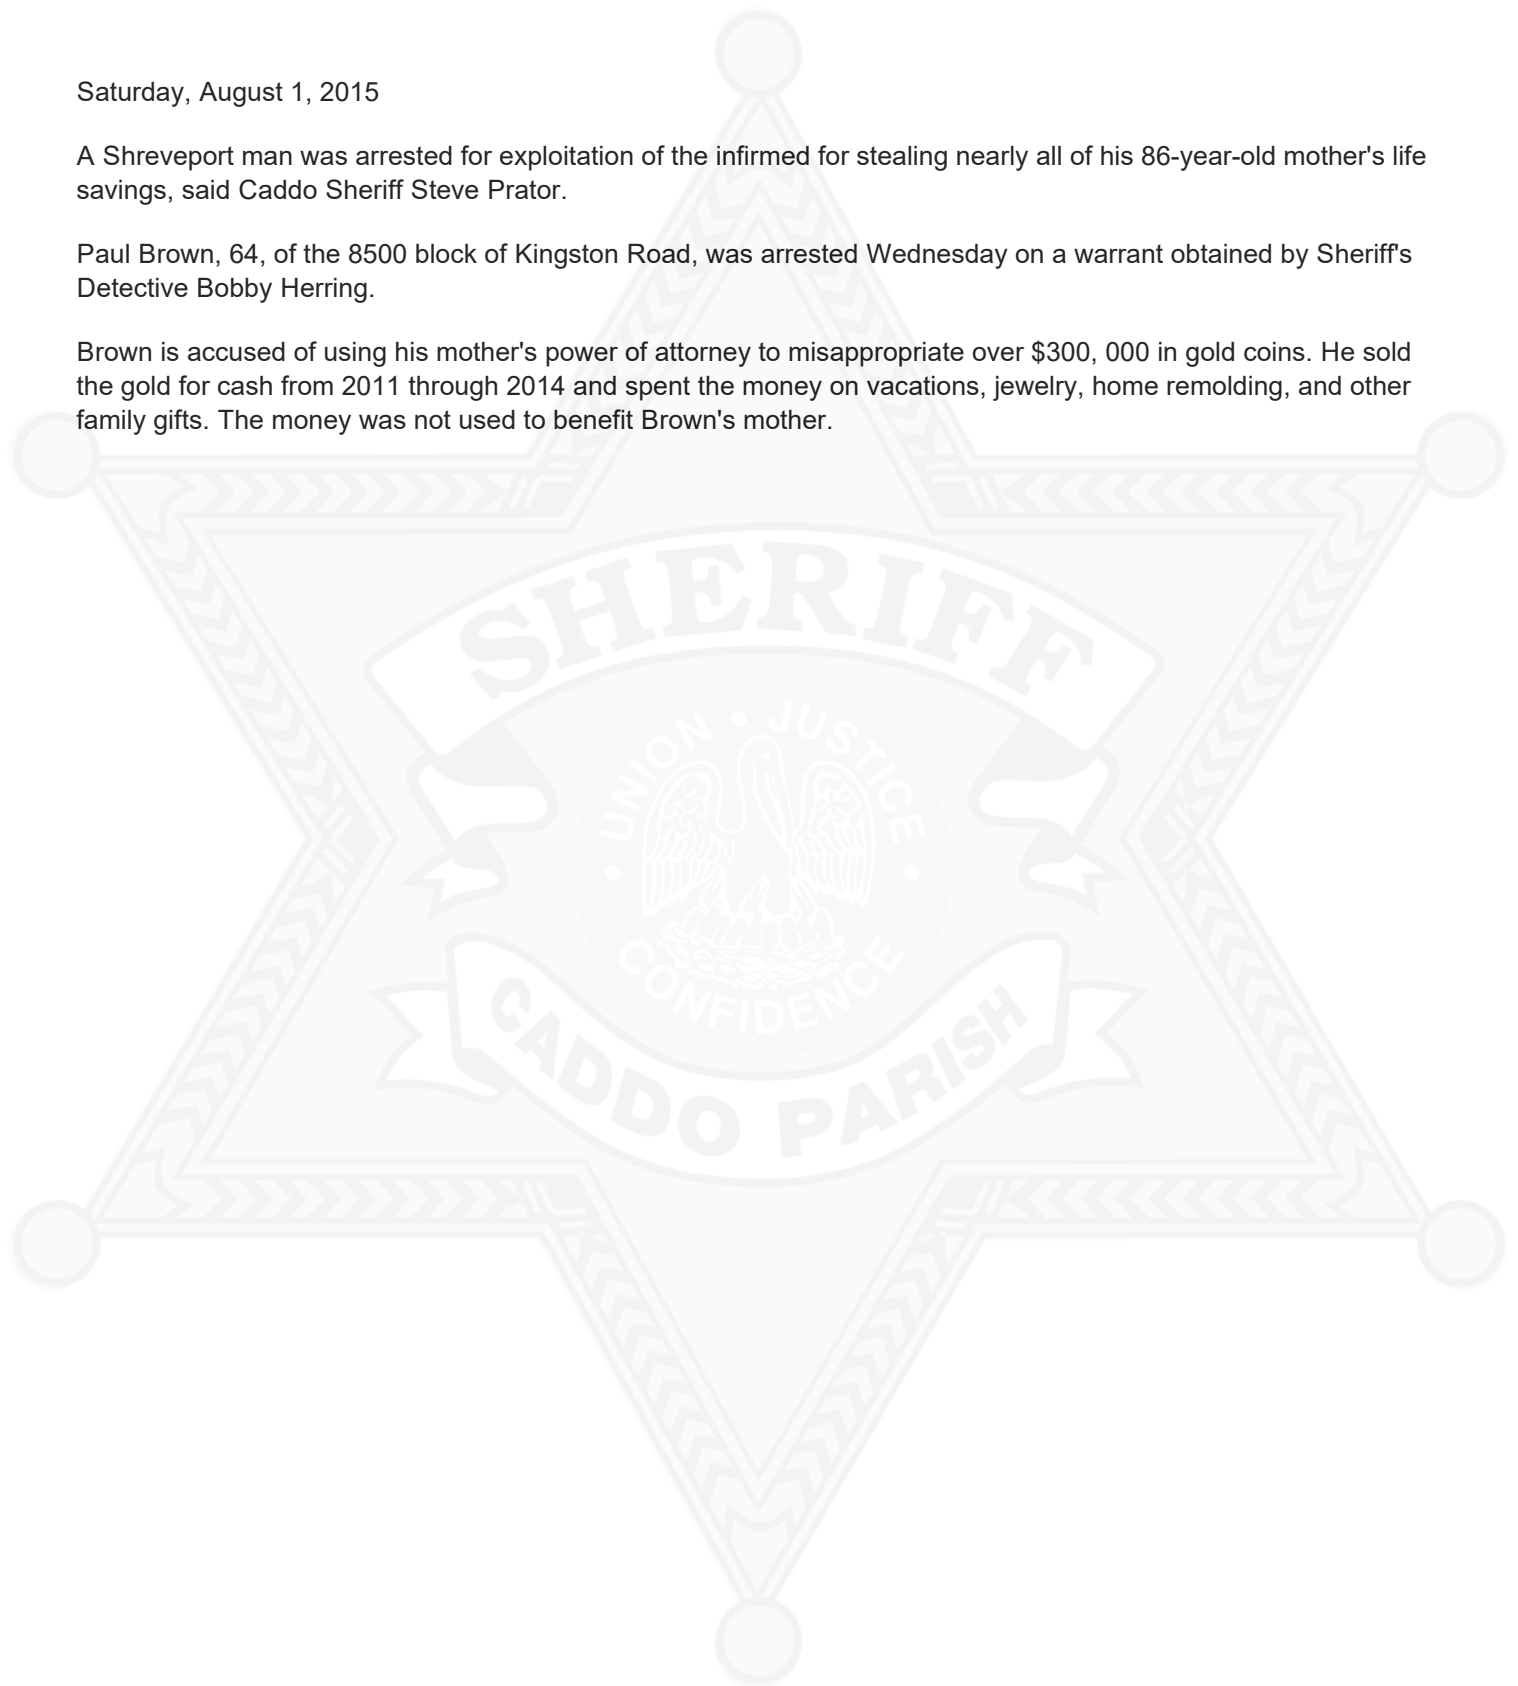 Saturday, August 1, 2015
A Shreveport man was arrested for exploitation of the infirmed for stealing nearly all of his 86-year-old mother's life
savings, said Caddo Sheriff Steve Prator.
Paul Brown, 64, of the 8500 block of Kingston Road, was arrested Wednesday on a warrant obtained by Sheriff's
Detective Bobby Herring.
Brown is accused of using his mother's power of attorney to misappropriate over $300, 000 in gold coins. He sold
the gold for cash from 2011 through 2014 and spent the money on vacations, jewelry, home remolding, and other
family gifts. The money was not used to benefit Brown's mother.
SHERIFF
UNION · JUSTICE
· CONFIDENCE ·
CADDO PARISH